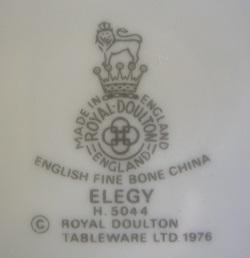 MADE IN ENGLAND
ROYAL·DOULTON
ENGLAND
ENGLISH FINE BONE CHINA
ELEGY
H.5044
© ROYAL DOULTON
TABLEWARE LTD. 1976